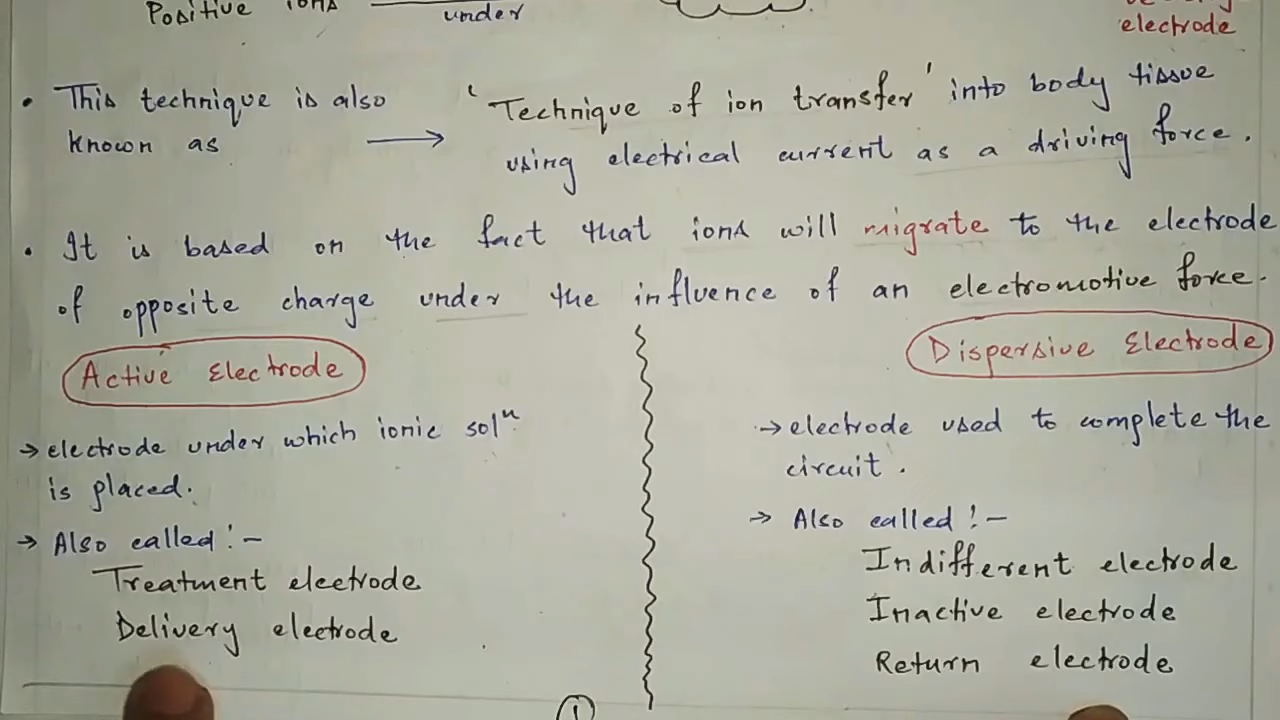 Positive ions
under
electrode
• This technique is also
known as → 'Technique of ion transfer' into body tissue
using electrical current as a driving force.
• It is based on the fact that ions will migrate to the electrode
of opposite charge under the influence of an electromotive force.
Active Electrode
→ electrode under which ionic solⁿ
is placed.
→ Also called :-
Treatment electrode
Delivery electrode
Dispersive Electrode
→ electrode used to complete the
circuit.
→ Also called :-
Indifferent electrode
Inactive electrode
Return electrode
1